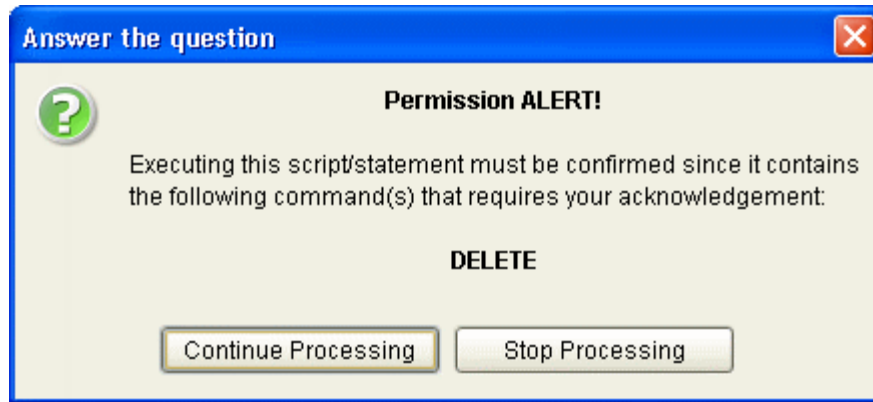 Answer the question
Permission ALERT!
Executing this script/statement must be confirmed since it contains
the following command(s) that requires your acknowledgement:
DELETE
Continue Processing
Stop Processing